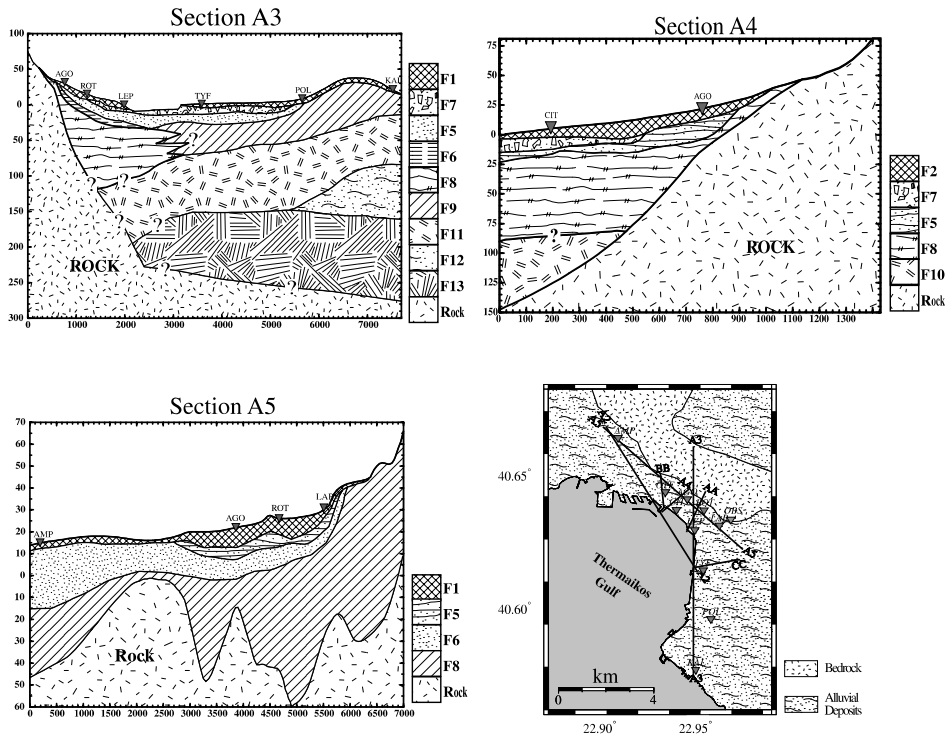 Section A3
100
50
0
50
100
150
200
250
300
0 1000 2000 3000 4000 5000 6000 7000
AGO
ROT
LEP
TYF
POL
KAL
?
? ?
?
?
?
ROCK
F1
F7
F5
F6
F8
F9
F11
F12
F13
Rock
Section A4
75
50
25
0
25
50
75
100
125
150
0 100 200 300 400 500 600 700 800 900 1000 1100 1200 1300
CIT
AGO
?
ROCK
F2
F7
F5
F8
F10
Rock
Section A5
70
60
50
40
30
20
10
0
10
20
30
40
50
60
0 500 1000 1500 2000 2500 3000 3500 4000 4500 5000 5500 6000 6500 7000
AMP
AGO
ROT
LAB
Rock
F1
F5
F6
F8
Rock
40.65°
40.60°
22.90°
22.95°
AMP
A3
BB
AA
OBS
A5
CC
POL
A3
Thermaikos
Gulf
km
0 4
Bedrock
Alluvial
Deposits